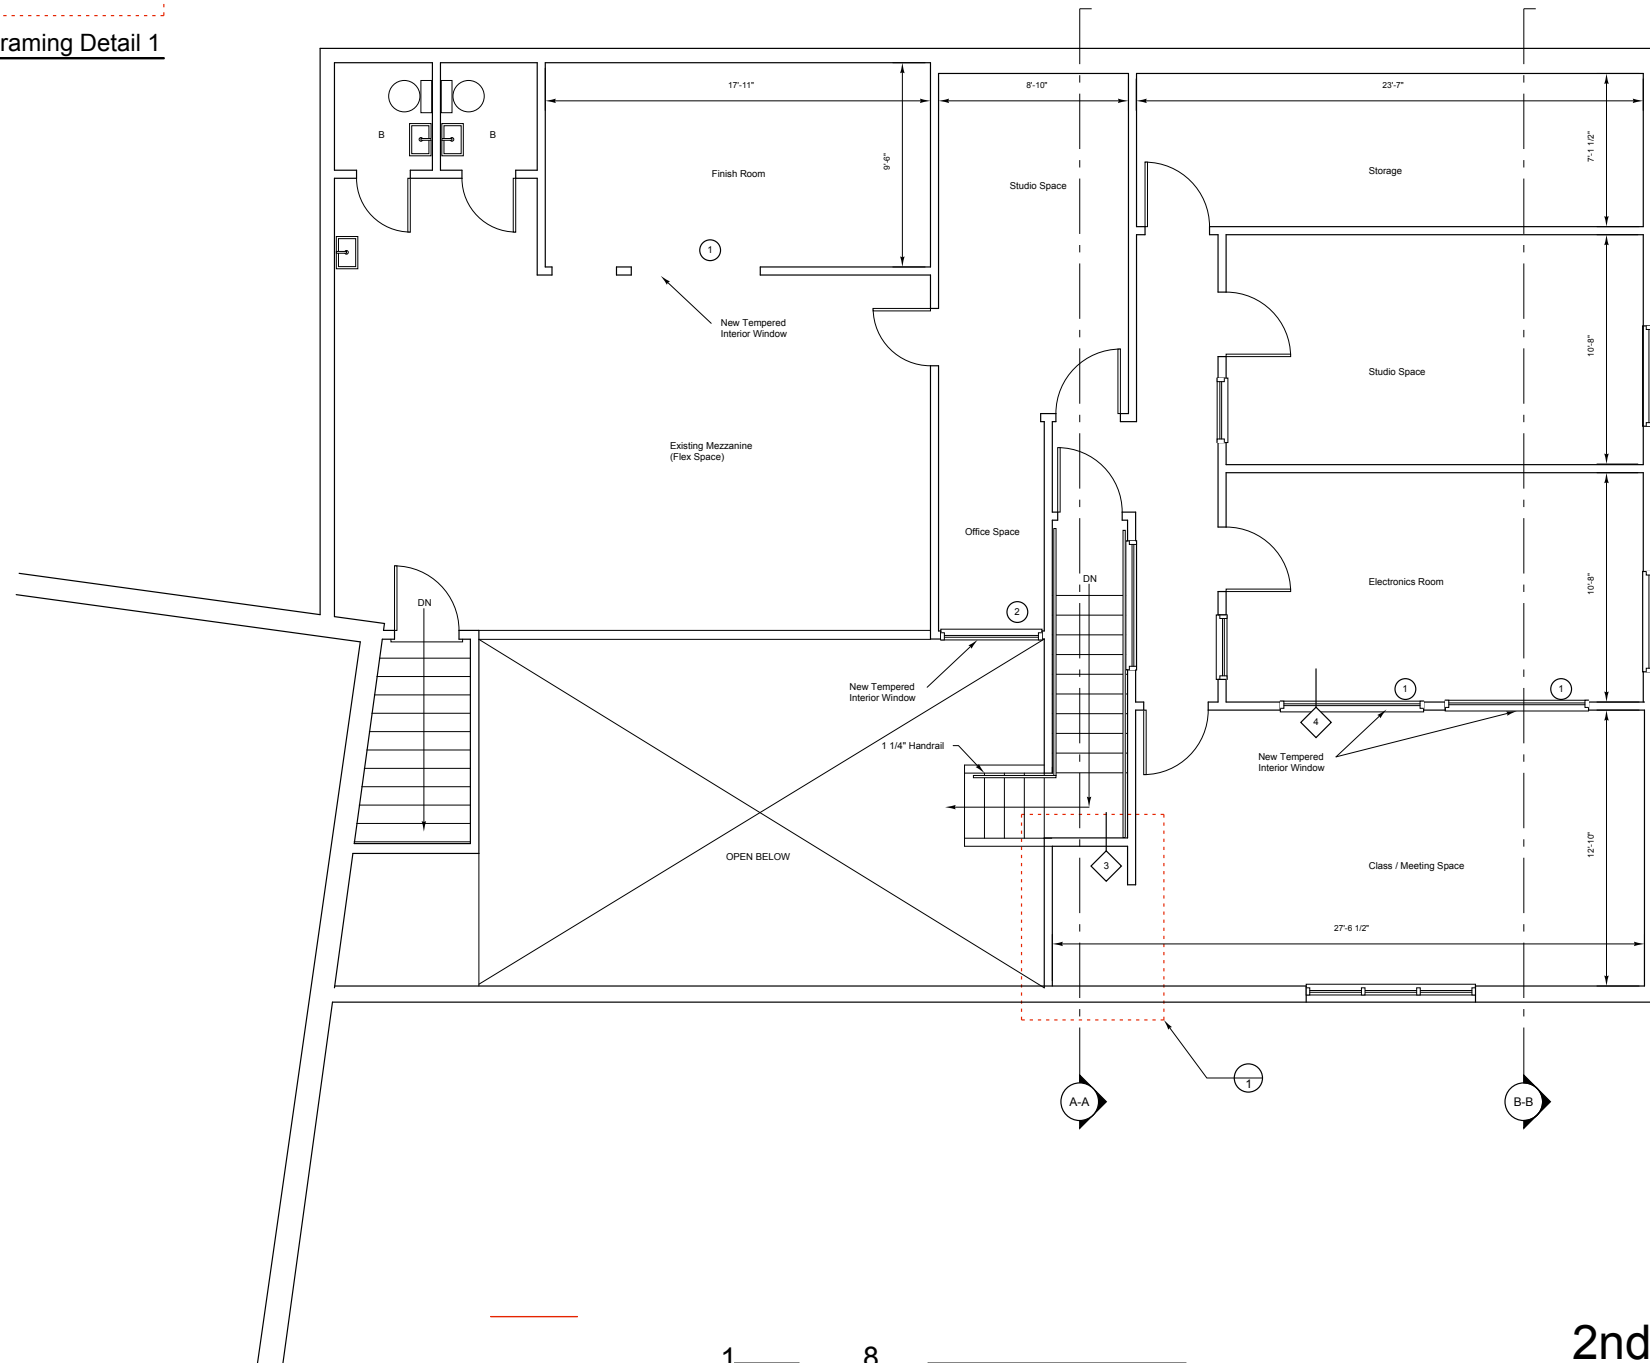 raming Detail 1
17'-11"
8'-10"
23'-7"
B
B
9'-6"
7'-1 1/2"
Finish Room
Studio Space
Storage
1
New Tempered
Interior Window
10'-8"
Studio Space
Existing Mezzanine
(Flex Space)
Office Space
DN
DN
Electronics Room
10'-8"
2
New Tempered
Interior Window
1
1
4
1 1/4" Handrail
New Tempered
Interior Window
OPEN BELOW
3
Class / Meeting Space
12'-10"
27'-6 1/2"
1
A-A
B-B
2nd
1
8